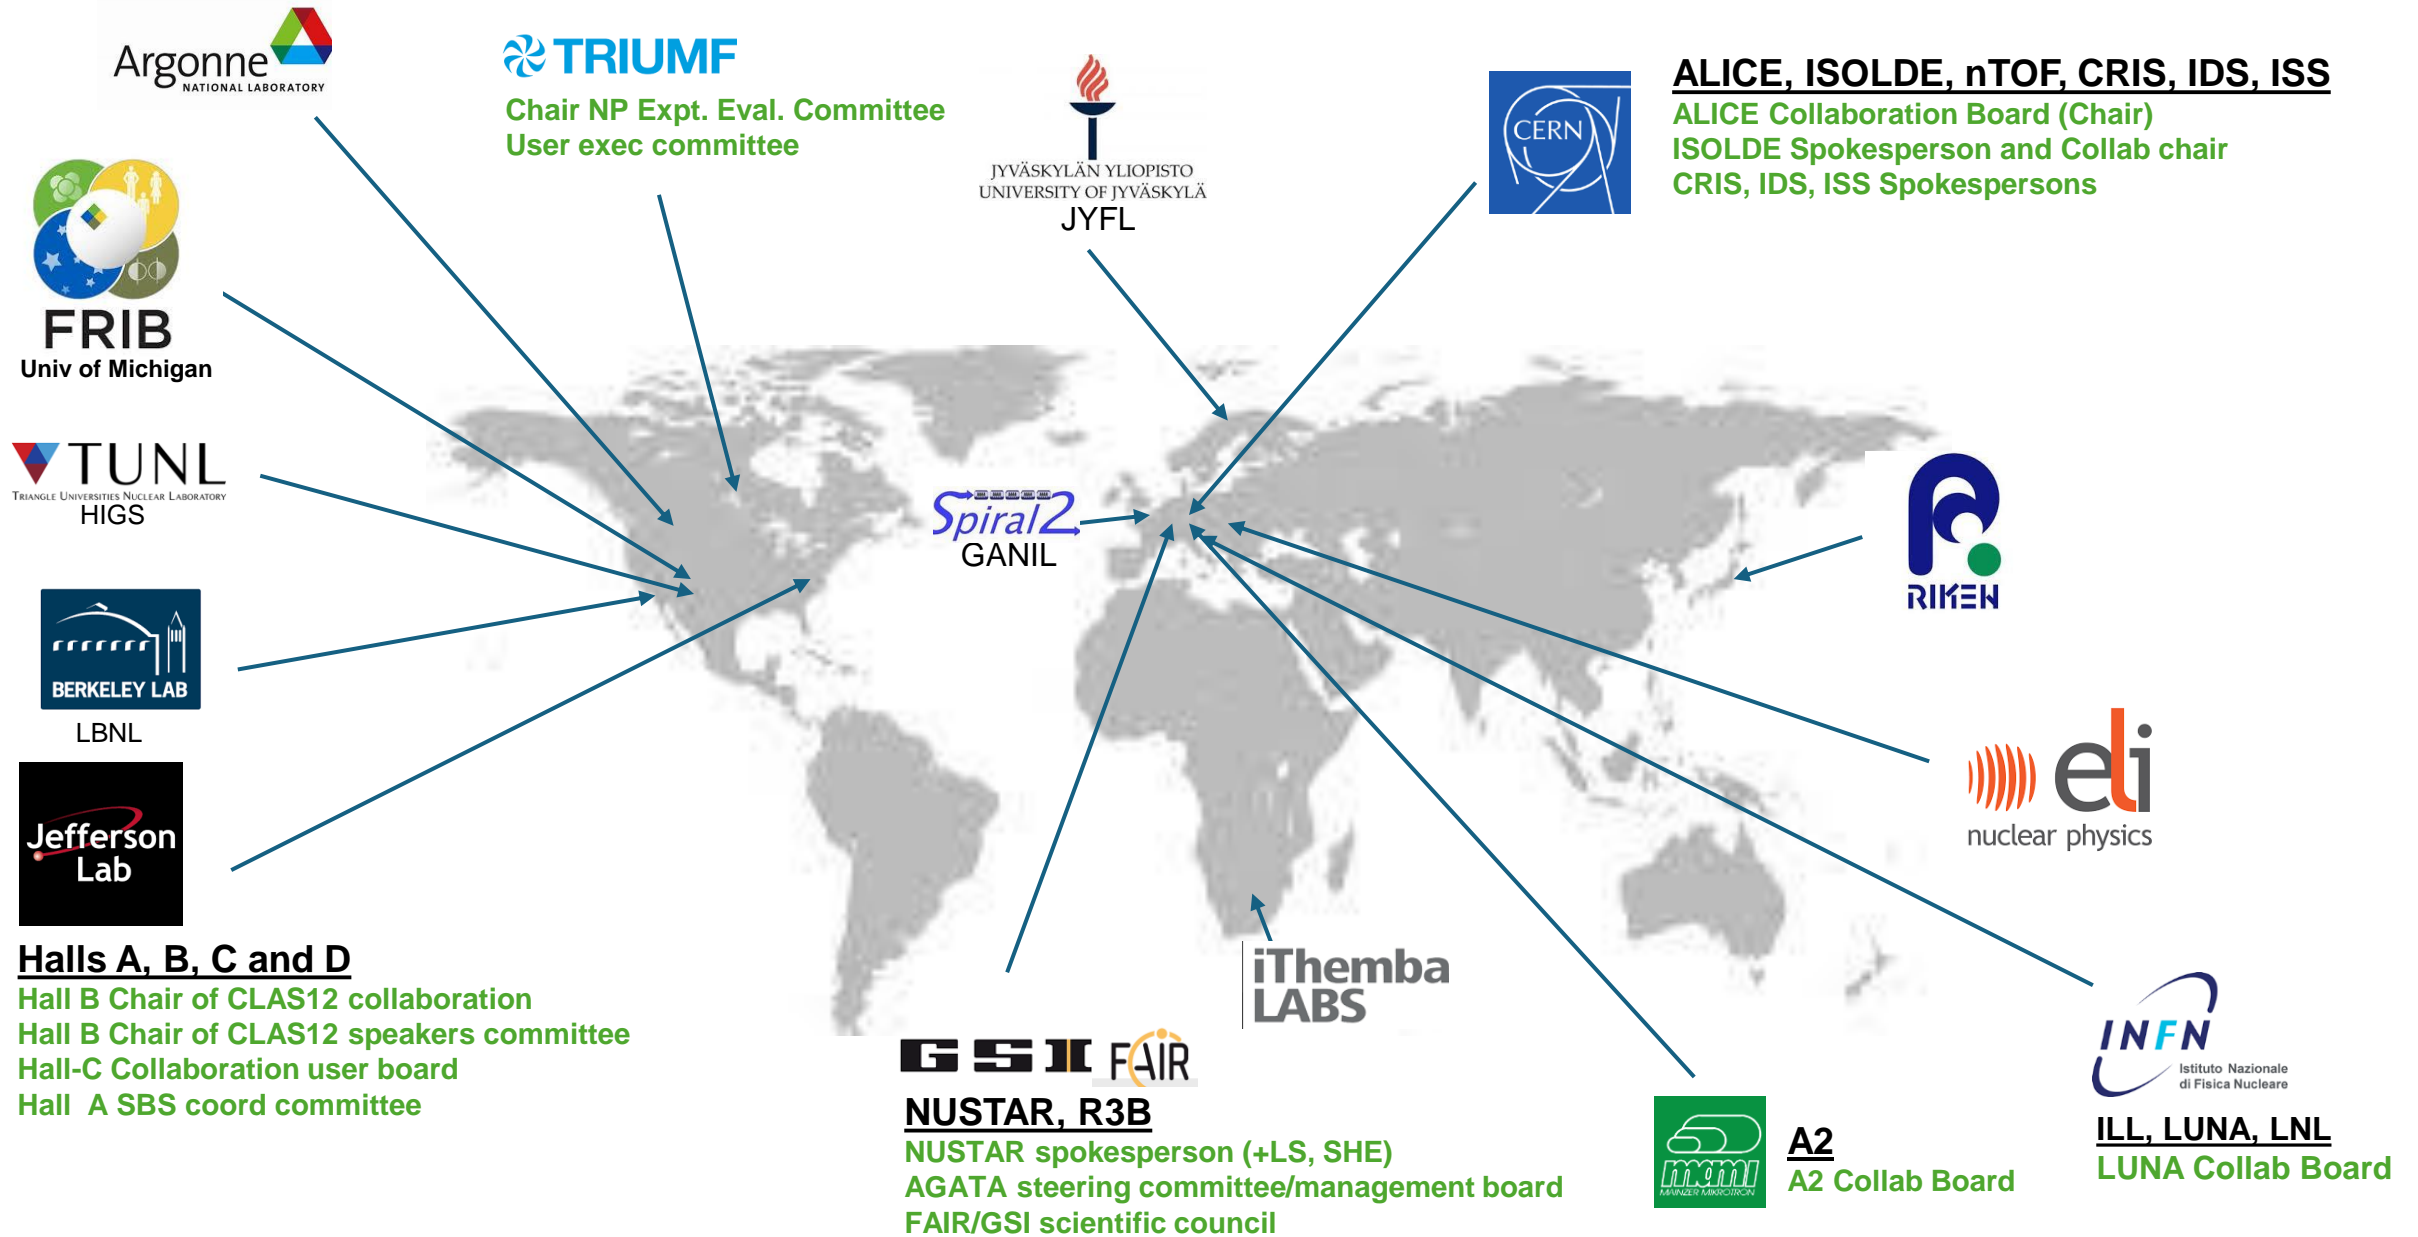 Argonne
NATIONAL LABORATORY
TRIUMF
Chair NP Expt. Eval. Committee
User exec committee
JYVÄSKYLÄN YLIOPISTO
UNIVERSITY OF JYVÄSKYLÄ
JYFL
CERN
ALICE, ISOLDE, nTOF, CRIS, IDS, ISS
ALICE Collaboration Board (Chair)
ISOLDE Spokesperson and Collab chair
CRIS, IDS, ISS Spokespersons
FRIB
Univ of Michigan
TUNL
TRIANGLE UNIVERSITIES NUCLEAR LABORATORY
HIGS
Spiral2
GANIL
RIKEN
BERKELEY LAB
LBNL
eli
nuclear physics
Jefferson
Lab
Halls A, B, C and D
Hall B Chair of CLAS12 collaboration
Hall B Chair of CLAS12 speakers committee
Hall-C Collaboration user board
Hall  A SBS coord committee
iThemba
LABS
GSI FAIR
NUSTAR, R3B
NUSTAR spokesperson (+LS, SHE)
AGATA steering committee/management board
FAIR/GSI scientific council
mami
MAINZER MIKROTRON
A2
A2 Collab Board
INFN
Istituto Nazionale
di Fisica Nucleare
ILL, LUNA, LNL
LUNA Collab Board